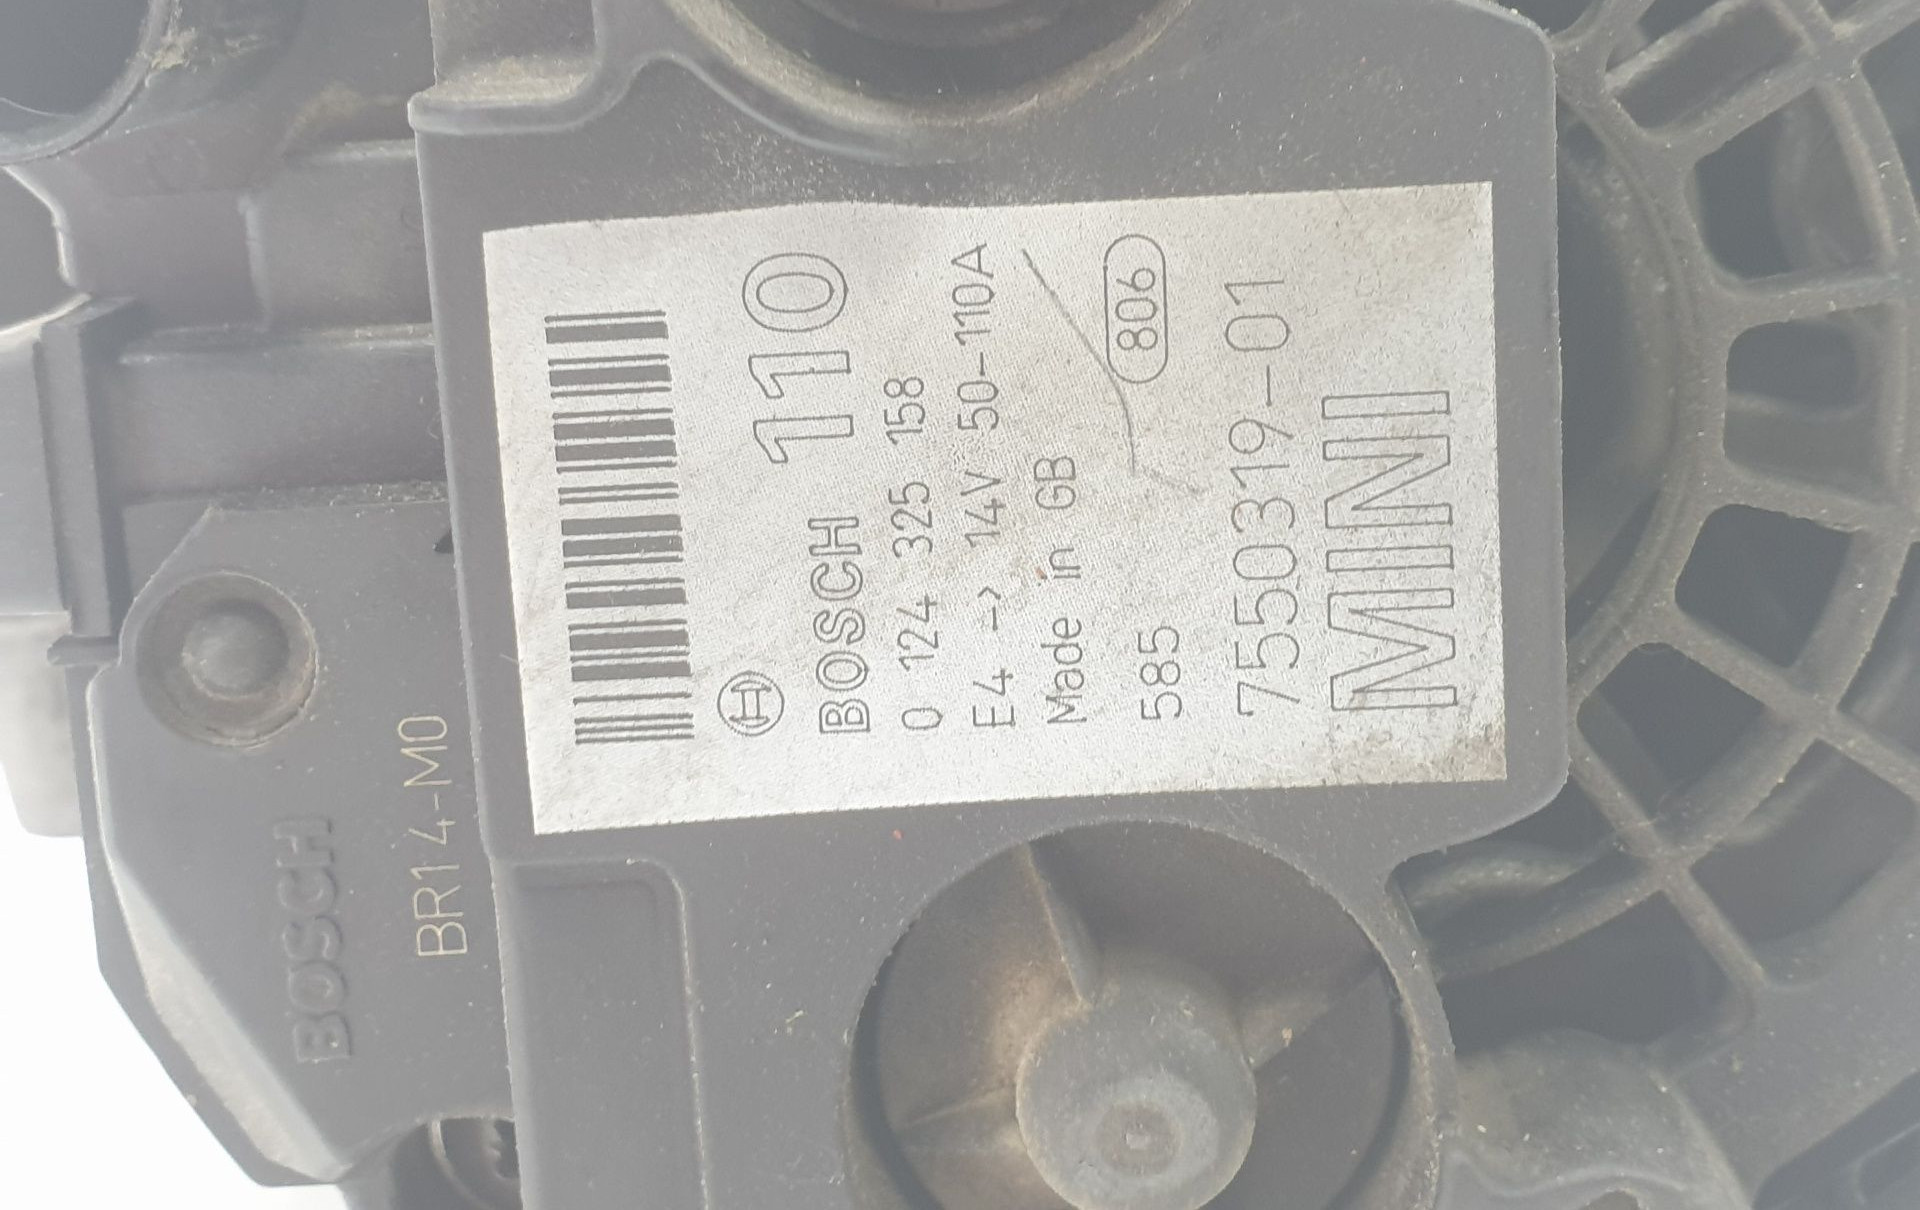 BOSCH
BR14-M0
BOSCH 110
0 124 325 158
E4 -> 14V 50-110A
Made in GB
585 806
7550319-01
MINI